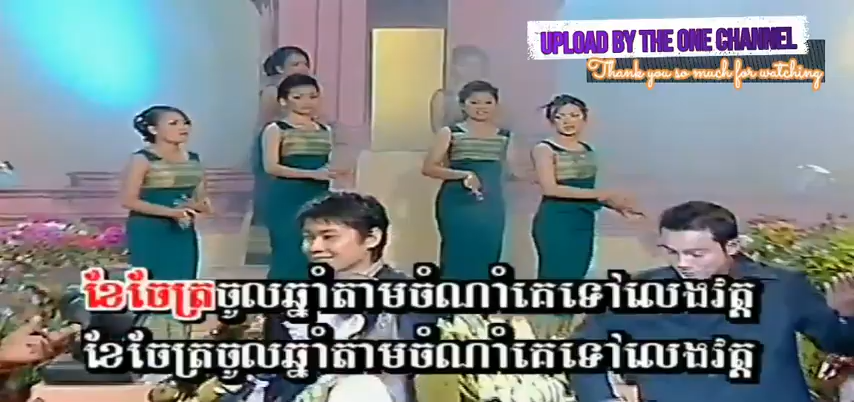 UPLOAD BY THE ONE CHANNEL
Thank you so much for watching
ខែចែត្រចូលឆ្នាំតាមចំណាំគេទៅលេងវត្ត
ខែចែត្រចូលឆ្នាំតាមចំណាំគេទៅលេងវត្ត